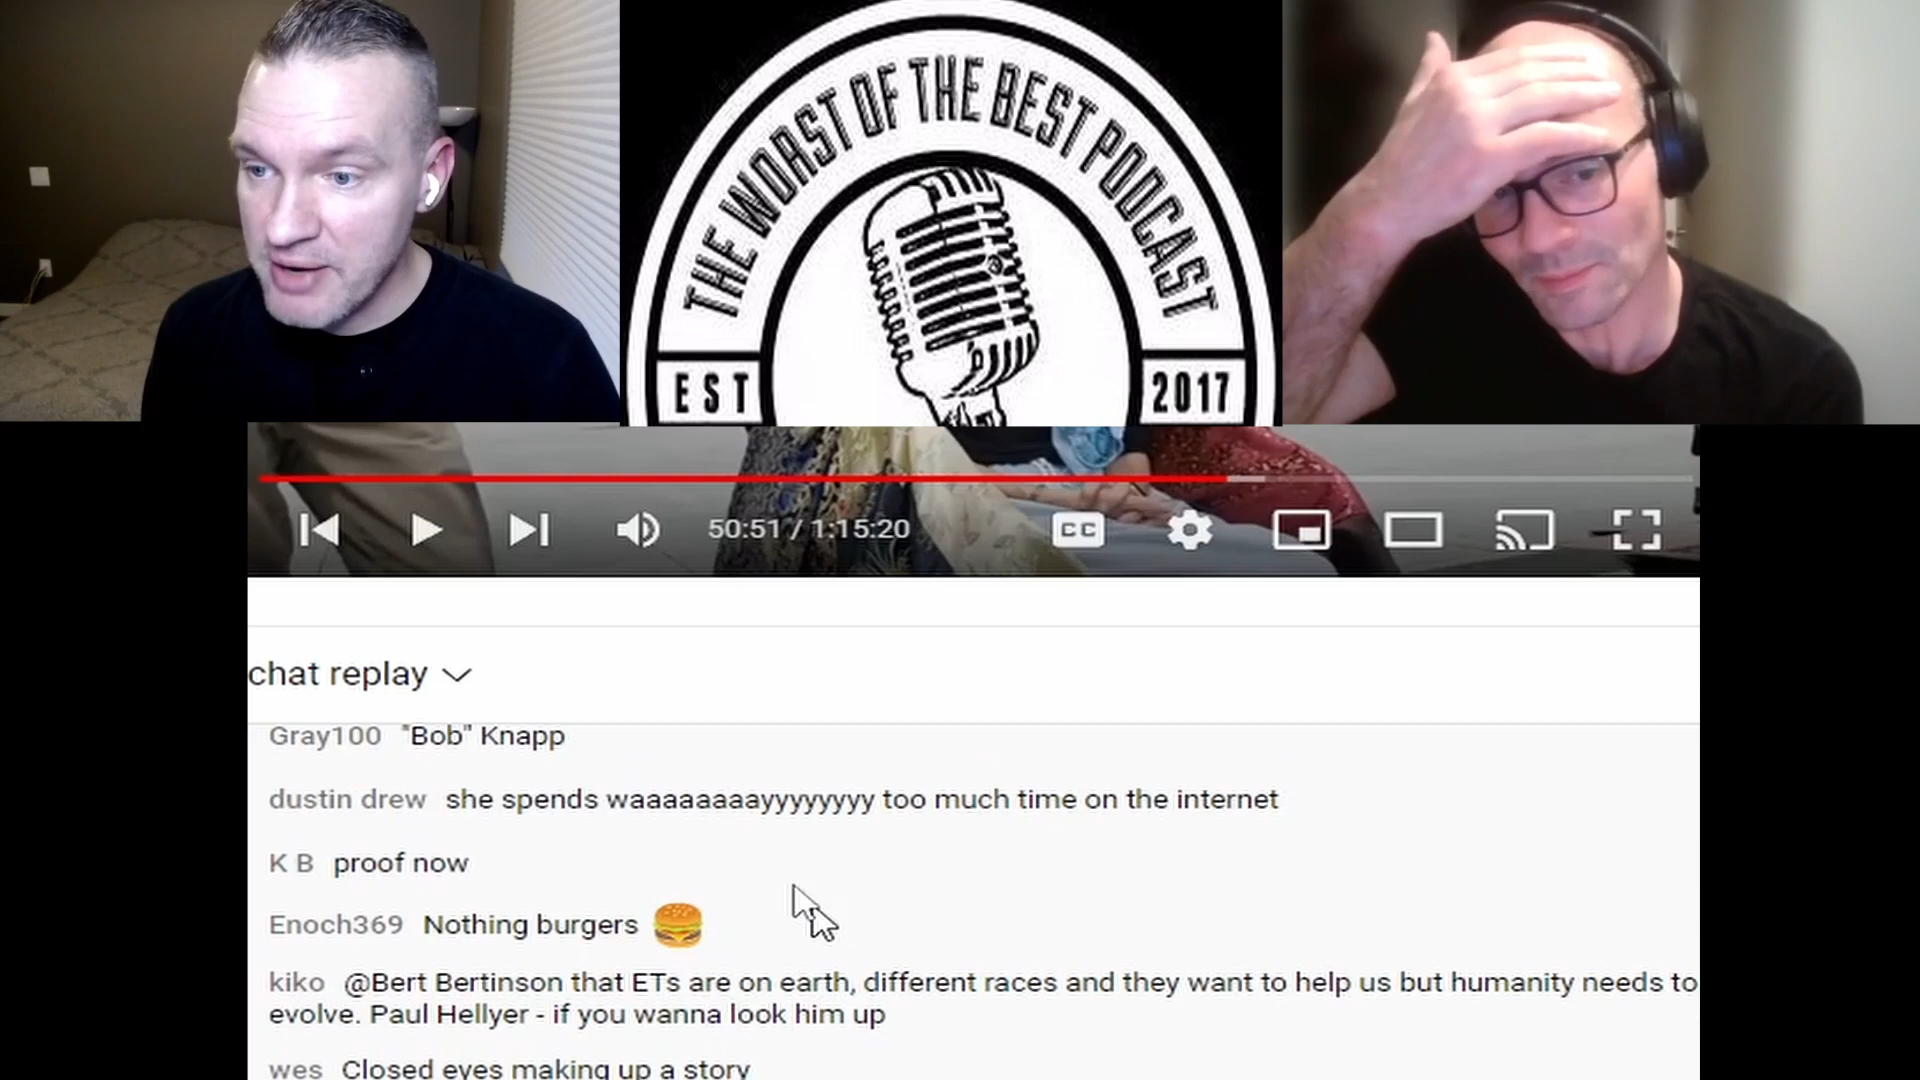 THE WORST OF THE BEST PODCAST
EST 2017
50:51 / 1:15:20
CC
chat replay
Gray100 "Bob" Knapp
dustin drew she spends waaaaaaaayyyyyyyy too much time on the internet
K B proof now
Enoch369 Nothing burgers 🍔
kiko @Bert Bertinson that ETs are on earth, different races and they want to help us but humanity needs to
evolve. Paul Hellyer - if you wanna look him up
wes Closed eyes making up a story